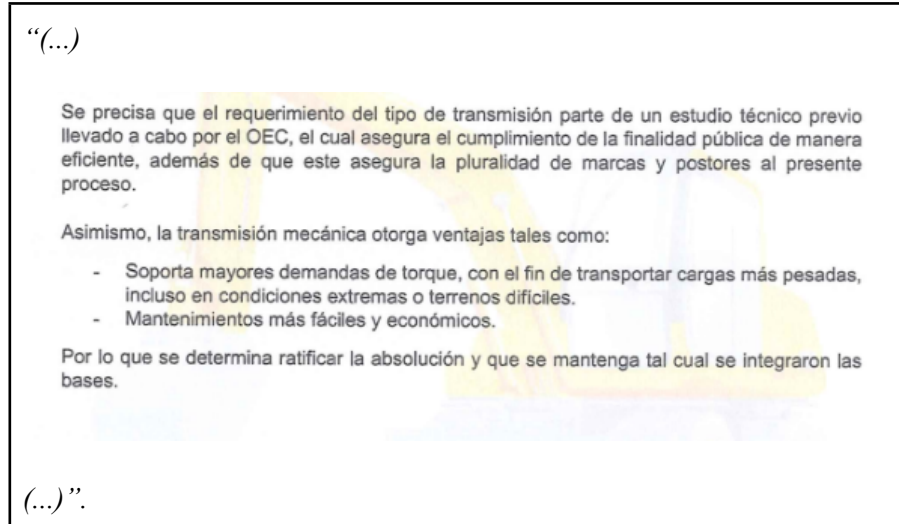 “(...)
Se precisa que el requerimiento del tipo de transmisión parte de un estudio técnico previo
llevado a cabo por el OEC, el cual asegura el cumplimiento de la finalidad pública de manera
eficiente, además de que este asegura la pluralidad de marcas y postores al presente
proceso.
Asimismo, la transmisión mecánica otorga ventajas tales como:
- Soporta mayores demandas de torque, con el fin de transportar cargas más pesadas,
incluso en condiciones extremas o terrenos difíciles.
- Mantenimientos más fáciles y económicos.
Por lo que se determina ratificar la absolución y que se mantenga tal cual se integraron las
bases.
(...)”.